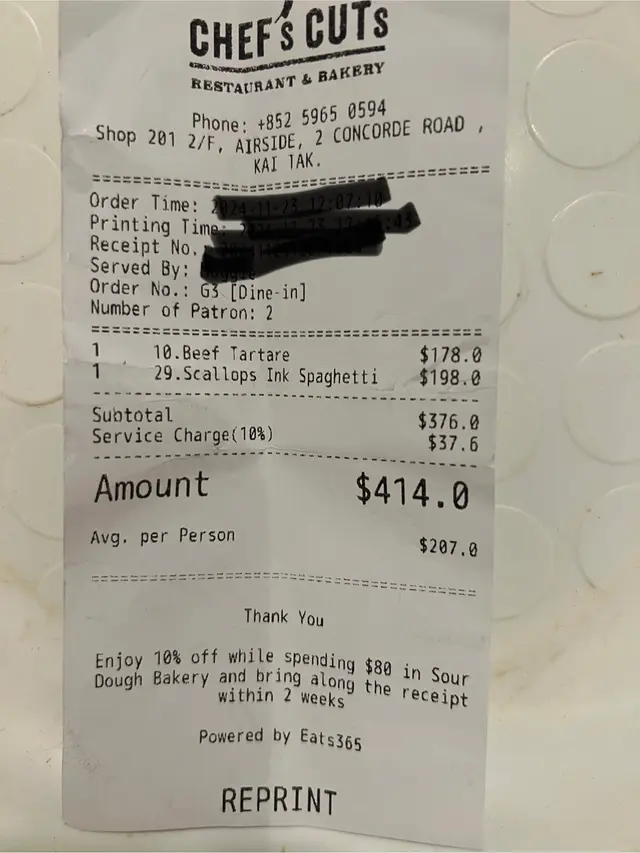 CHEF'S CUTS
RESTAURANT & BAKERY
Phone: +852 5965 0594
Shop 201 2/F, AIRSIDE, 2 CONCORDE ROAD ,
KAI TAK.
Order Time:
Printing Time:
Receipt No.
Served By:
Order No.: G3 [Dine-in]
Number of Patron: 2
1 10.Beef Tartare $178.0
1 29.Scallops Ink Spaghetti $198.0
Subtotal $376.0
Service Charge(10%) $37.6
Amount $414.0
Avg. per Person $207.0
Thank You
Enjoy 10% off while spending $80 in Sour
Dough Bakery and bring along the receipt
within 2 weeks
Powered by Eats365
REPRINT